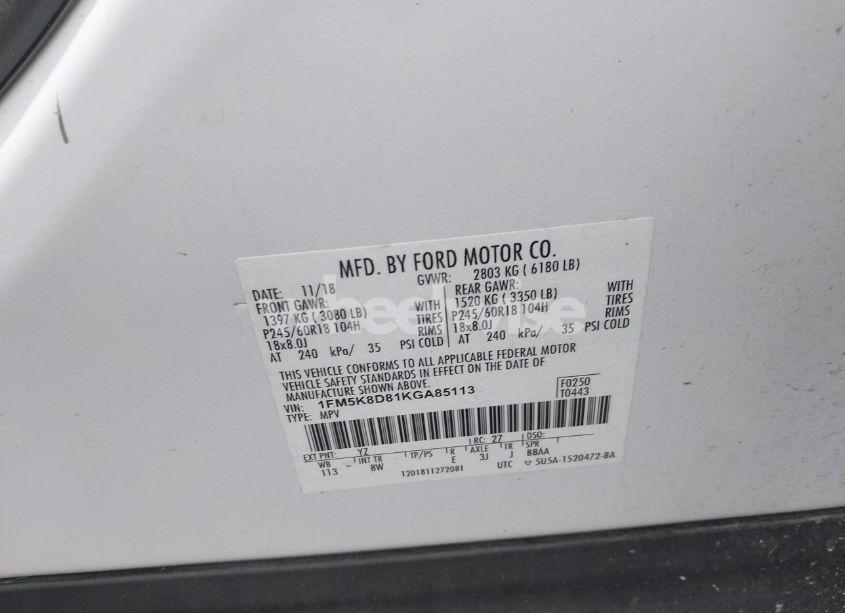 MFD. BY FORD MOTOR CO.
DATE: 11/18 GVWR: 2803 KG ( 6180 LB)
FRONT GAWR: REAR GAWR: WITH
1397 KG ( 3080 LB) WITH 1520 KG ( 3350 LB) TIRES
P245/60R18 104H TIRES P245/60R18 104H RIMS
18x8.0J RIMS 18x8.0J
AT 240 kPa/ 35 PSI COLD AT 240 kPa/ 35 PSI COLD
THIS VEHICLE CONFORMS TO ALL APPLICABLE FEDERAL MOTOR
VEHICLE SAFETY STANDARDS IN EFFECT ON THE DATE OF
MANUFACTURE SHOWN ABOVE.
VIN: 1FM5K8D81KGA85113 F0250
TYPE: MPV T0443
EXT PNT: YZ RC: 27 DSO:
WB INT TR TP/PS R AXLE TR SPR
113 - 8W E 3J J BBAA
1201811272081 UTC ▽ 5U5A-1520472-BA